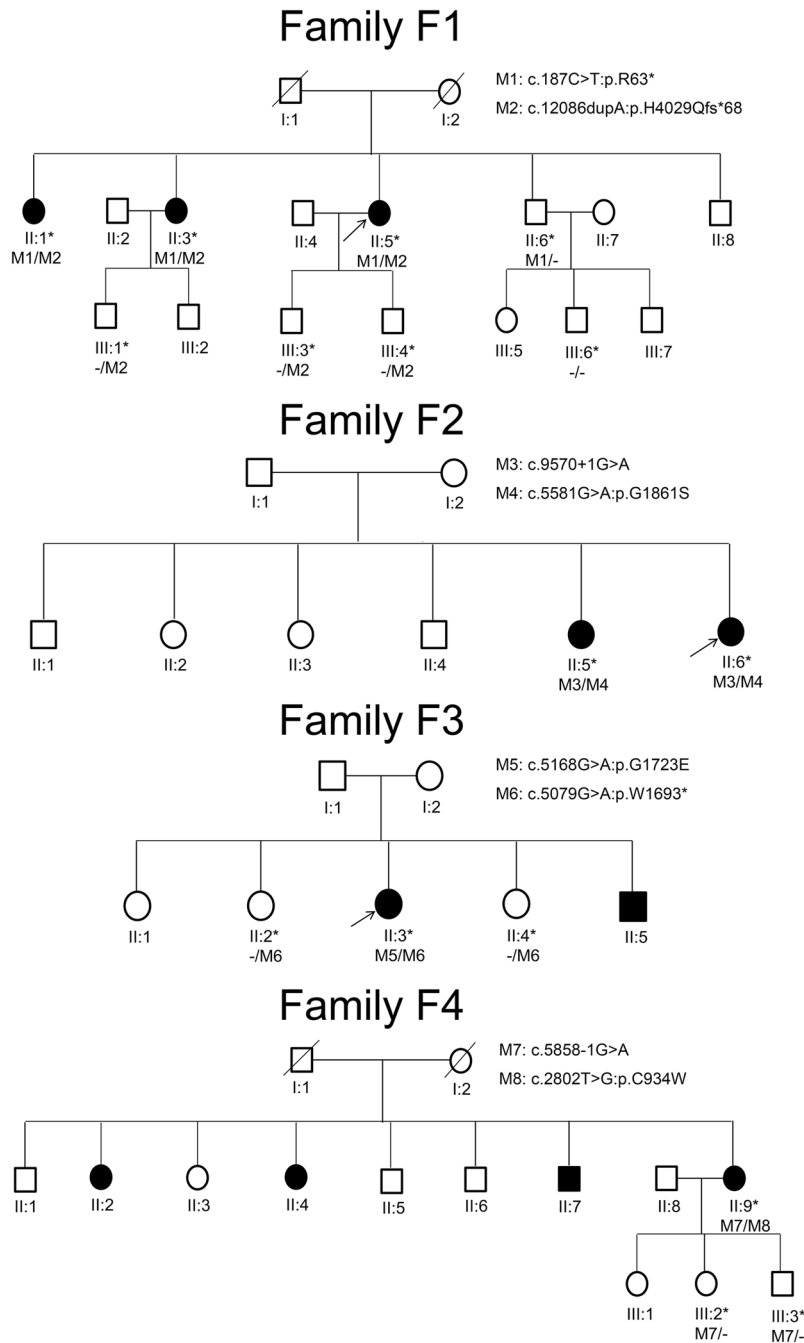 Family F1
M1: c.187C>T:p.R63*
M2: c.12086dupA:p.H4029Qfs*68
I:1
I:2
II:1*
M1/M2
II:2
II:3*
M1/M2
II:4
II:5*
M1/M2
II:6*
M1/-
II:7
II:8
III:1*
-/M2
III:2
III:3*
-/M2
III:4*
-/M2
III:5
III:6*
-/-
III:7
Family F2
M3: c.9570+1G>A
M4: c.5581G>A:p.G1861S
I:1
I:2
II:1
II:2
II:3
II:4
II:5*
M3/M4
II:6*
M3/M4
Family F3
M5: c.5168G>A:p.G1723E
M6: c.5079G>A:p.W1693*
I:1
I:2
II:1
II:2*
-/M6
II:3*
M5/M6
II:4*
-/M6
II:5
Family F4
M7: c.5858-1G>A
M8: c.2802T>G:p.C934W
I:1
I:2
II:1
II:2
II:3
II:4
II:5
II:6
II:7
II:8
II:9*
M7/M8
III:1
III:2*
M7/-
III:3*
M7/-